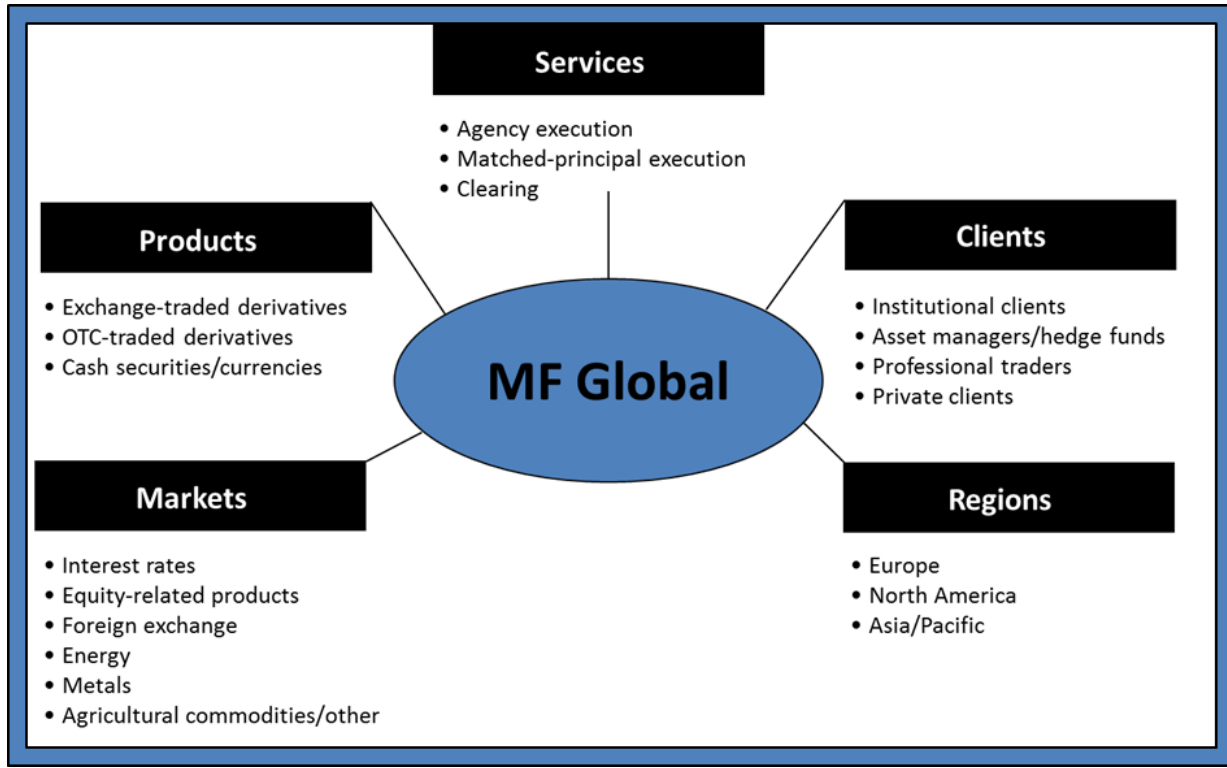 Services
• Agency execution
• Matched-principal execution
• Clearing
Products
• Exchange-traded derivatives
• OTC-traded derivatives
• Cash securities/currencies
Clients
• Institutional clients
• Asset managers/hedge funds
• Professional traders
• Private clients
MF Global
Markets
• Interest rates
• Equity-related products
• Foreign exchange
• Energy
• Metals
• Agricultural commodities/other
Regions
• Europe
• North America
• Asia/Pacific